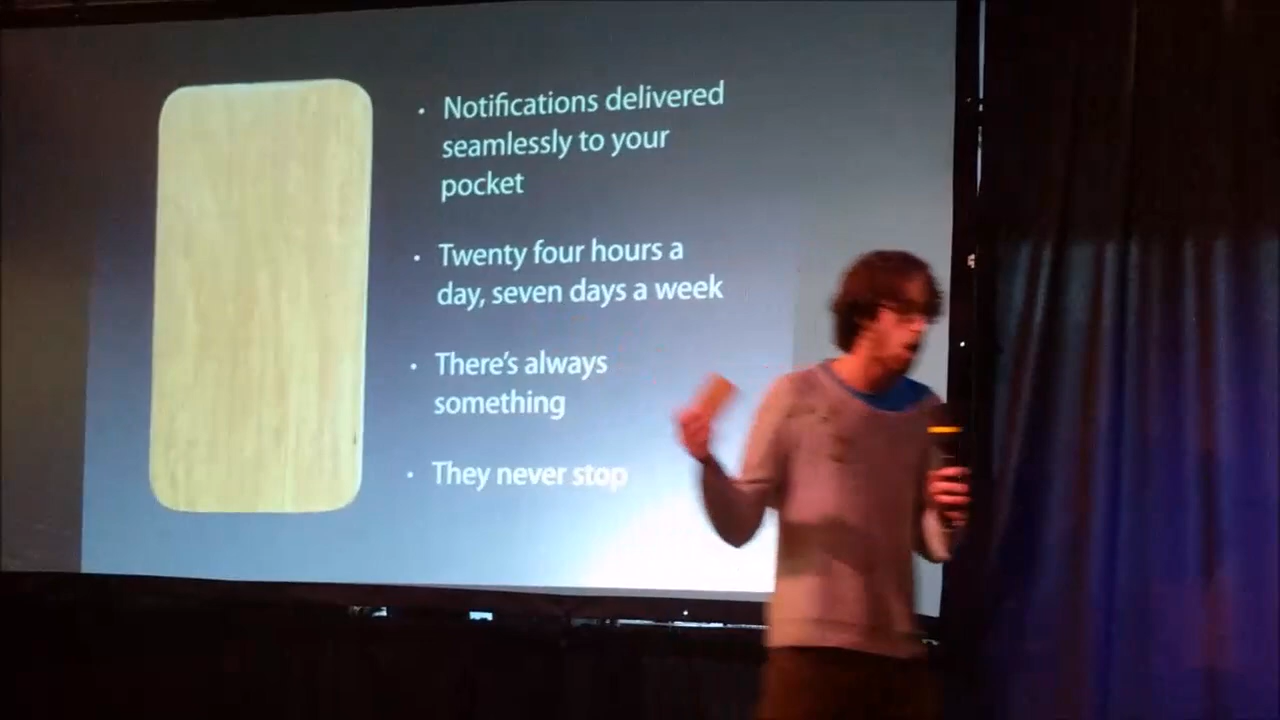 • Notifications delivered
seamlessly to your
pocket
• Twenty four hours a
day, seven days a week
• There's always
something
• They never stop